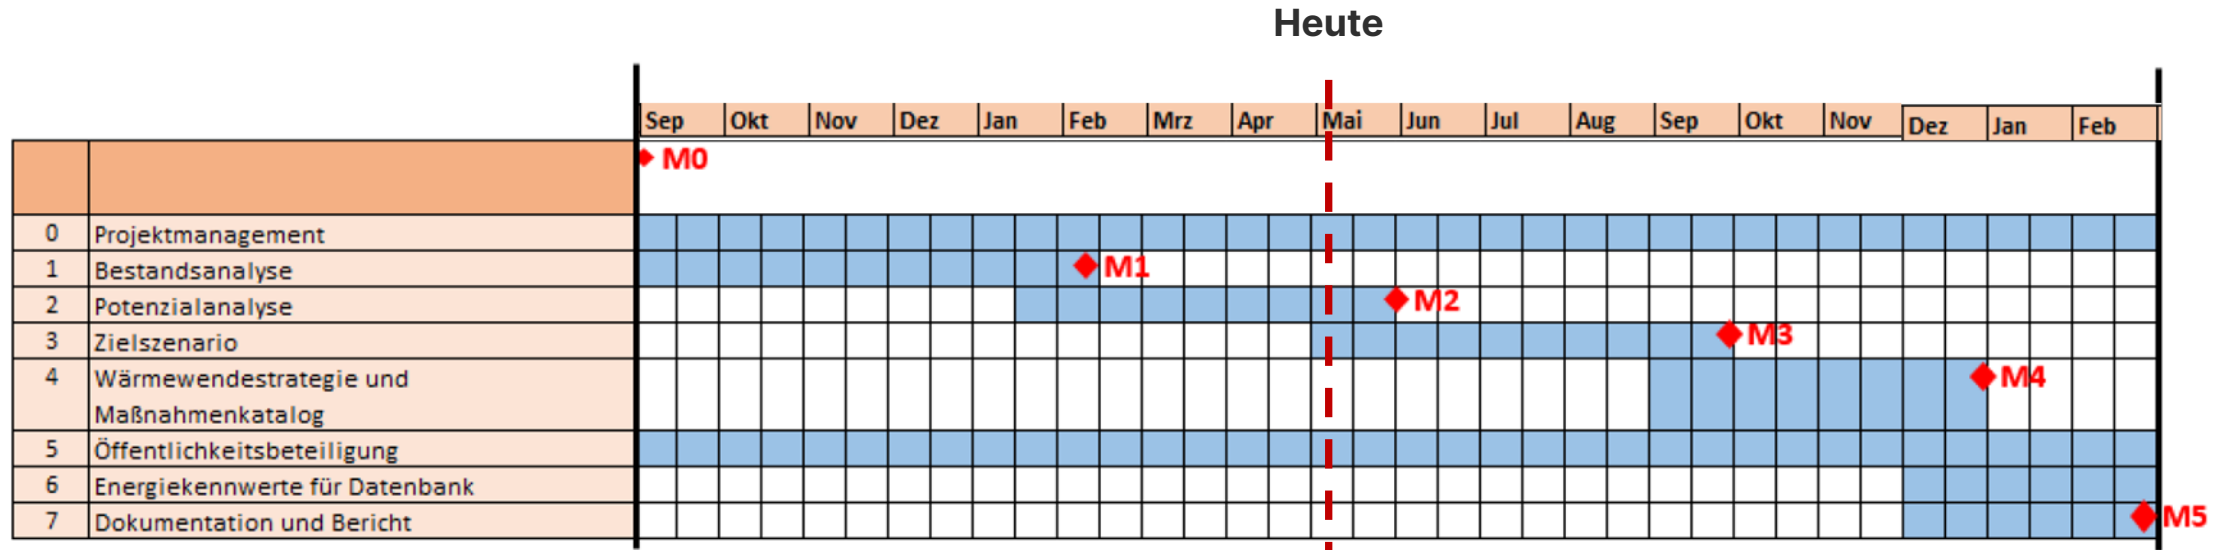 Heute
Sep Okt Nov Dez Jan Feb Mrz Apr Mai Jun Jul Aug Sep Okt Nov Dez Jan Feb
M0
0 Projektmanagement
1 Bestandsanalyse M1
2 Potenzialanalyse M2
3 Zielszenario M3
4 Wärmewendestrategie und M4
Maßnahmenkatalog
5 Öffentlichkeitsbeteiligung
6 Energiekennwerte für Datenbank
7 Dokumentation und Bericht M5